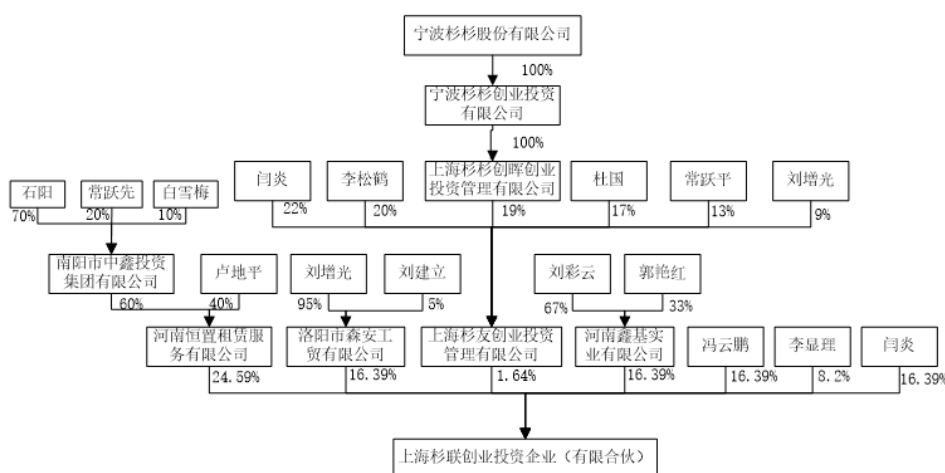 宁波杉杉股份有限公司
100%
宁波杉杉创业投资
有限公司
100%
石阳
常跃先
白雪梅
闫炎
李松鹤
上海杉杉创晖创业
投资管理有限公司
杜国
常跃平
刘增光
70%
20%
10%
22%
20%
19%
17%
13%
9%
南阳市中鑫投资
集团有限公司
卢地平
刘增光
刘建立
刘彩云
郭艳红
60%
40%
95%
5%
67%
33%
河南恒置租赁服
务有限公司
洛阳市森安工
贸有限公司
上海杉友创业投资
管理有限公司
河南鑫基实
业有限公司
冯云鹏
李显理
闫炎
24.59%
16.39%
1.64%
16.39%
16.39%
8.2%
16.39%
上海杉联创业投资企业（有限合伙）